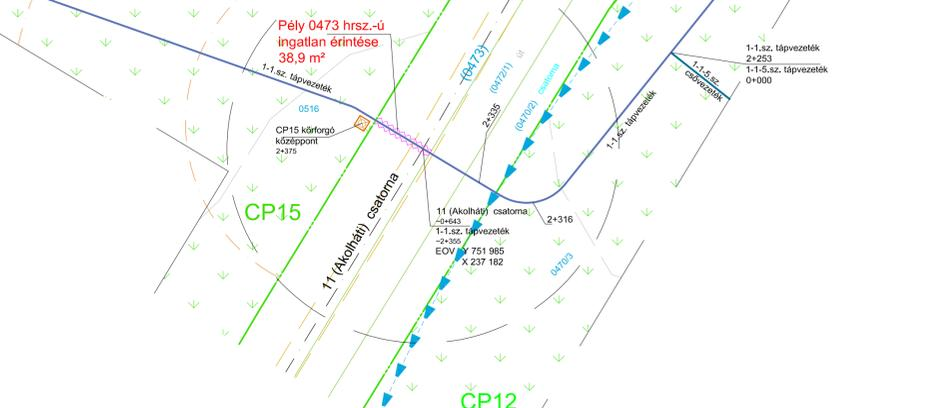 Pély 0473 hrsz.-ú
ingatlan érintése
38,9 m²
1-1.sz. tápvezeték
0516
CP15 körforgó
középpont
2+375
CP15
11 (Akolháti) csatorna
(0473)
(0472/1)
út
(0470/2) csatorna
2+335
1-1.sz. tápvezeték
1-1-5 sz.
csővezeték
1-1.sz. tápvezeték
2+253
1-1-5.sz. tápvezeték
0+000
2+316
11 (Akolháti) csatorna
~0+643
1-1.sz. tápvezeték
~2+355
EOV Y 751 985
X 237 182
0470/3
CP12